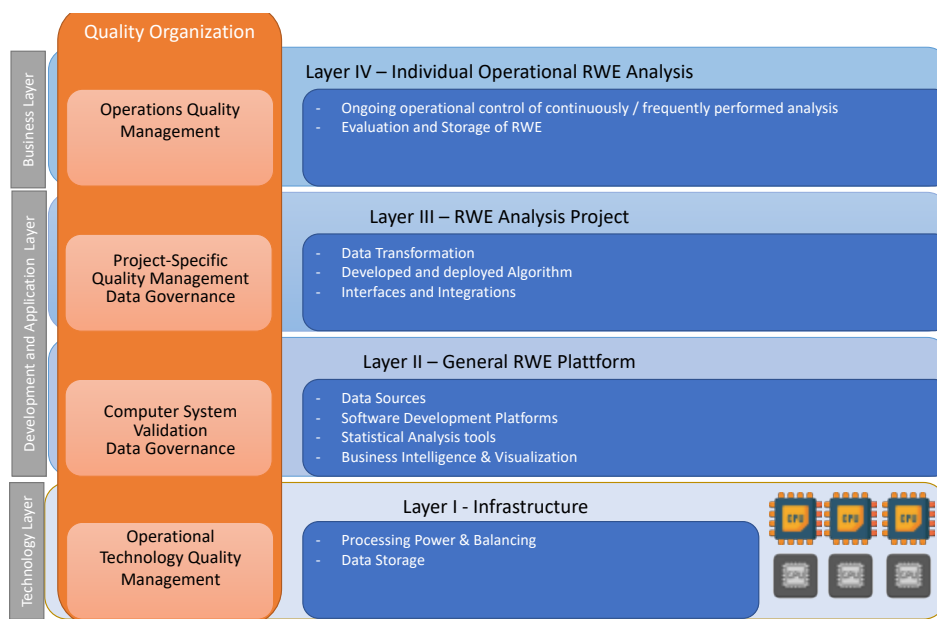 Quality Organization
Business Layer
Layer IV – Individual Operational RWE Analysis
Operations Quality
Management
- Ongoing operational control of continuously / frequently performed analysis
- Evaluation and Storage of RWE
Development and Application Layer
Layer III – RWE Analysis Project
Project-Specific
Quality Management
Data Governance
- Data Transformation
- Developed and deployed Algorithm
- Interfaces and Integrations
Layer II – General RWE Plattform
Computer System
Validation
Data Governance
- Data Sources
- Software Development Platforms
- Statistical Analysis tools
- Business Intelligence & Visualization
Technology Layer
Layer I - Infrastructure
Operational
Technology Quality
Management
- Processing Power & Balancing
- Data Storage
CPU
CPU
CPU